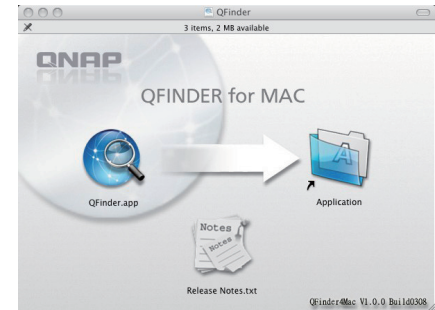 QFinder
3 items, 2 MB available
QNAP
QFINDER for MAC
QFinder.app
Application
Notes
Notes
Release Notes.txt
QFinder4Mac V1.0.0 Build0308